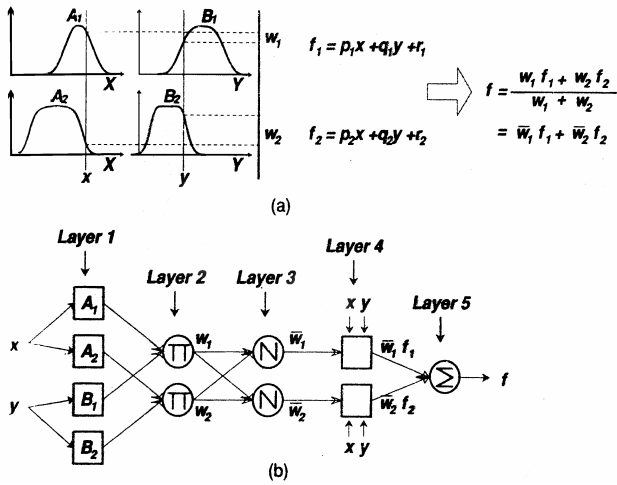 A₁
B₁
w₁
f₁ = p₁x +q₁y +r₁
X
Y
f = w₁ f₁ + w₂ f₂ / w₁ + w₂
A₂
B₂
w₂
f₂ = p₂x +q₂y +r₂
= w̅₁ f₁ + w̅₂ f₂
X
Y
x
y
(a)
Layer 1
Layer 2
Layer 3
Layer 4
Layer 5
x y
A₁
w₁
w̅₁
w̅₁ f₁
x
A₂
∏
N
Σ
f
y
B₁
∏
N
w₂
w̅₂
w̅₂ f₂
B₂
x y
(b)